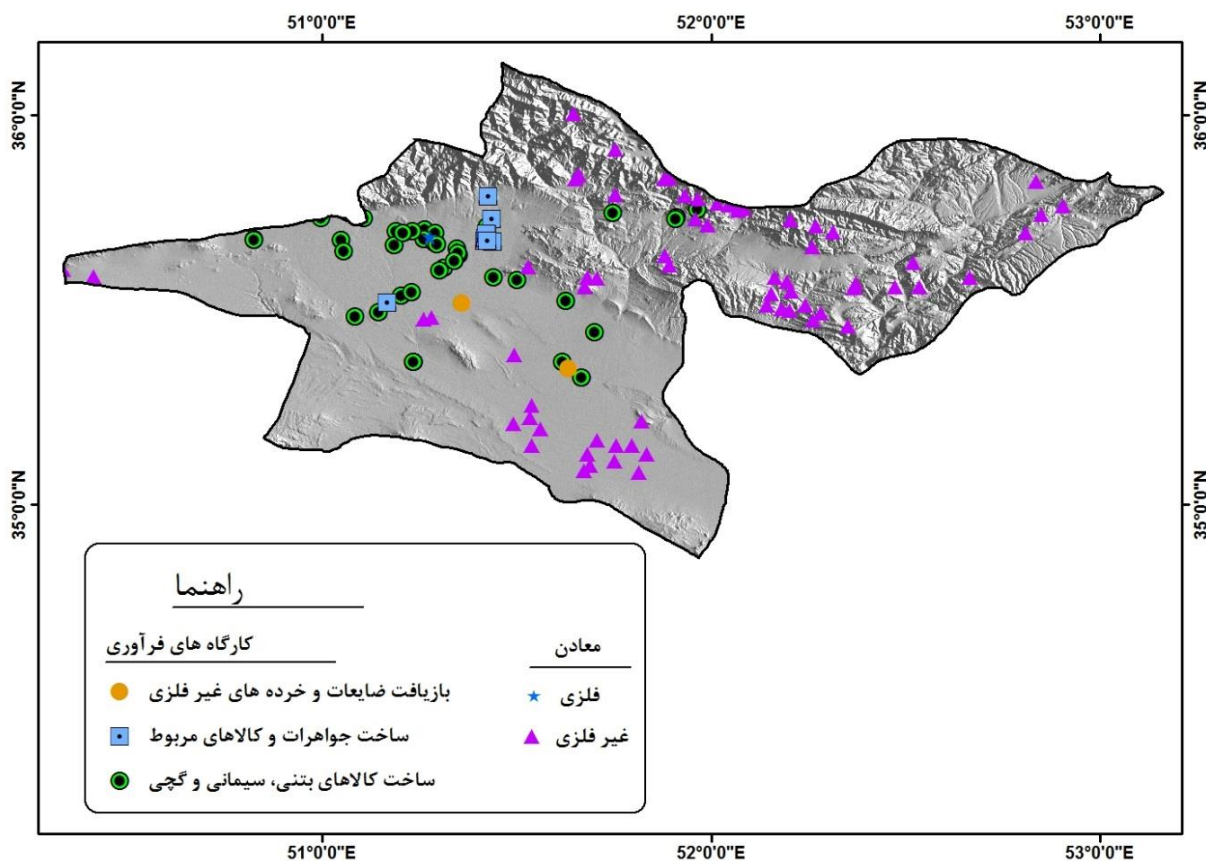 51°0'0"E 52°0'0"E 53°0'0"E
36°0'0"N 36°0'0"N
35°0'0"N 35°0'0"N
راهنما
کارگاه های فرآوری
بازیافت ضایعات و خرده های غیر فلزی
ساخت جواهرات و کالاهای مربوط
ساخت کالاهای بتنی، سیمانی و گچی
معادن
فلزی
غیر فلزی
51°0'0"E 52°0'0"E 53°0'0"E